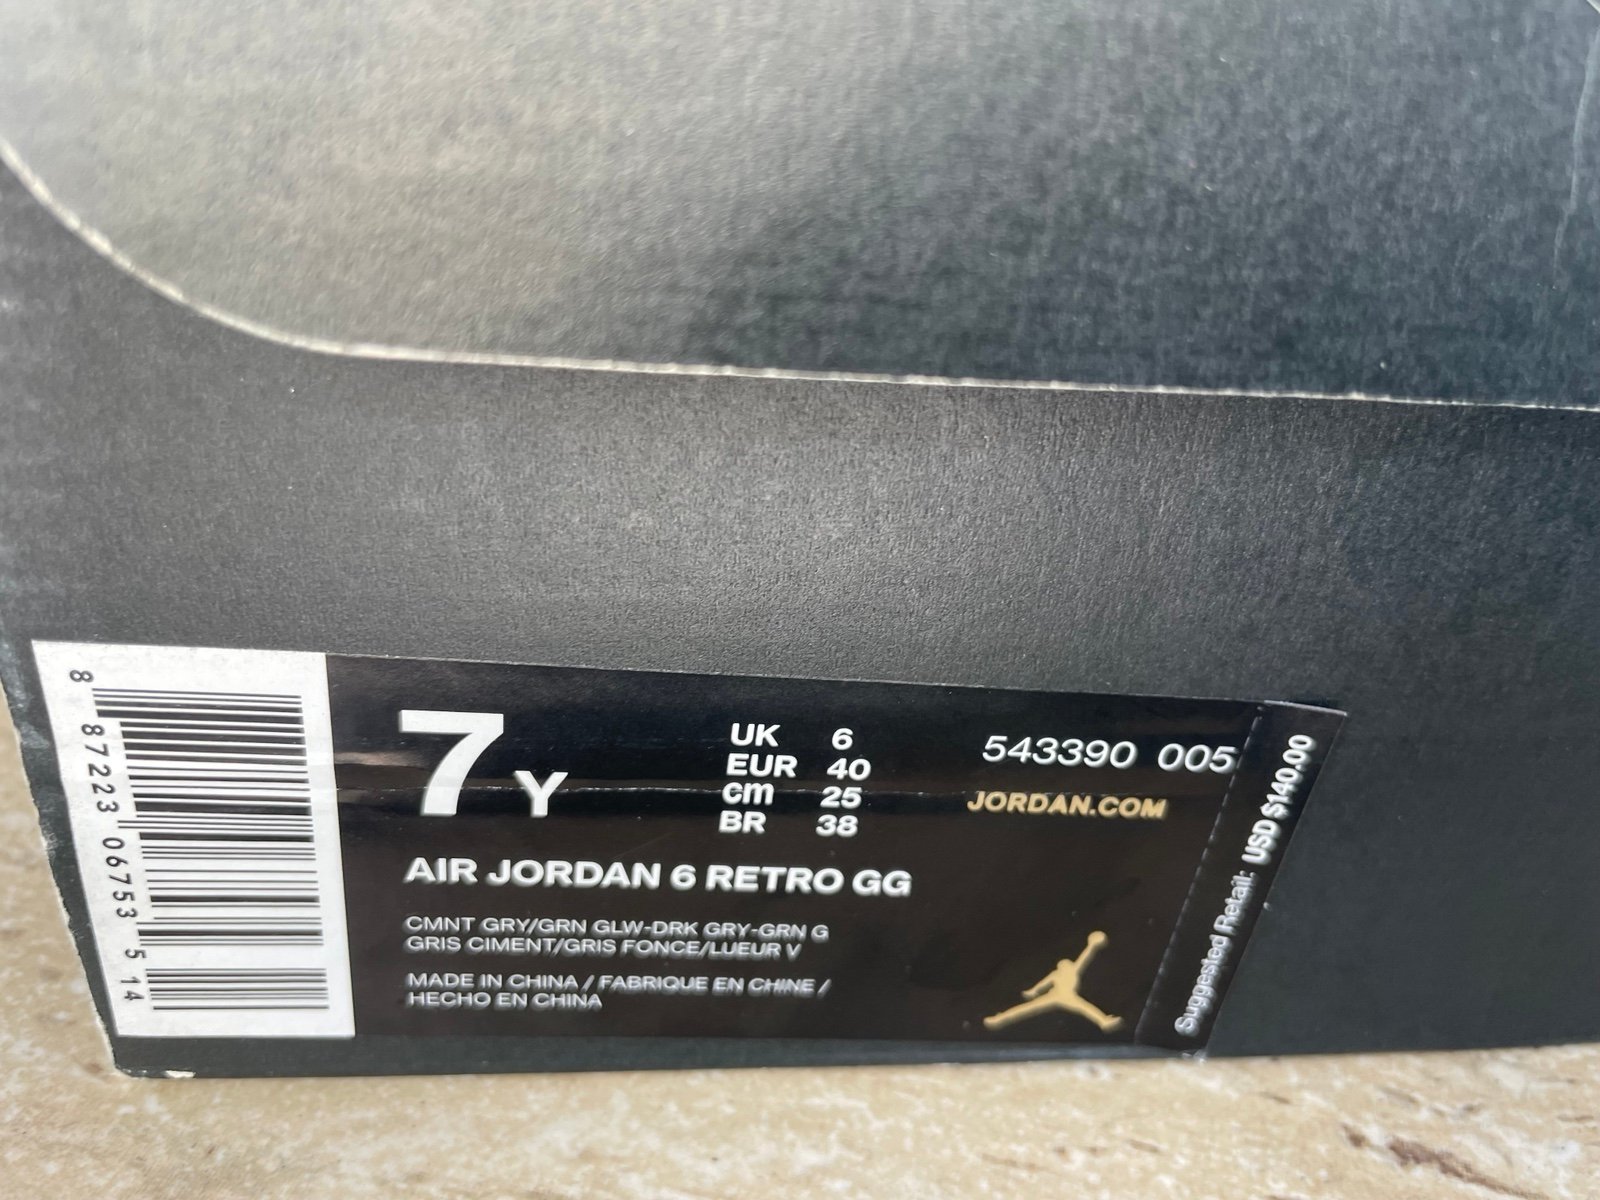 8 87223 06753 5 14
7 Y
UK 6
EUR 40
cm 25
BR 38
543390 005
JORDAN.COM
AIR JORDAN 6 RETRO GG
CMNT GRY/GRN GLW-DRK GRY-GRN G
GRIS CIMENT/GRIS FONCE/LUEUR V
MADE IN CHINA / FABRIQUE EN CHINE /
HECHO EN CHINA
Suggested Retail: USD $140.00